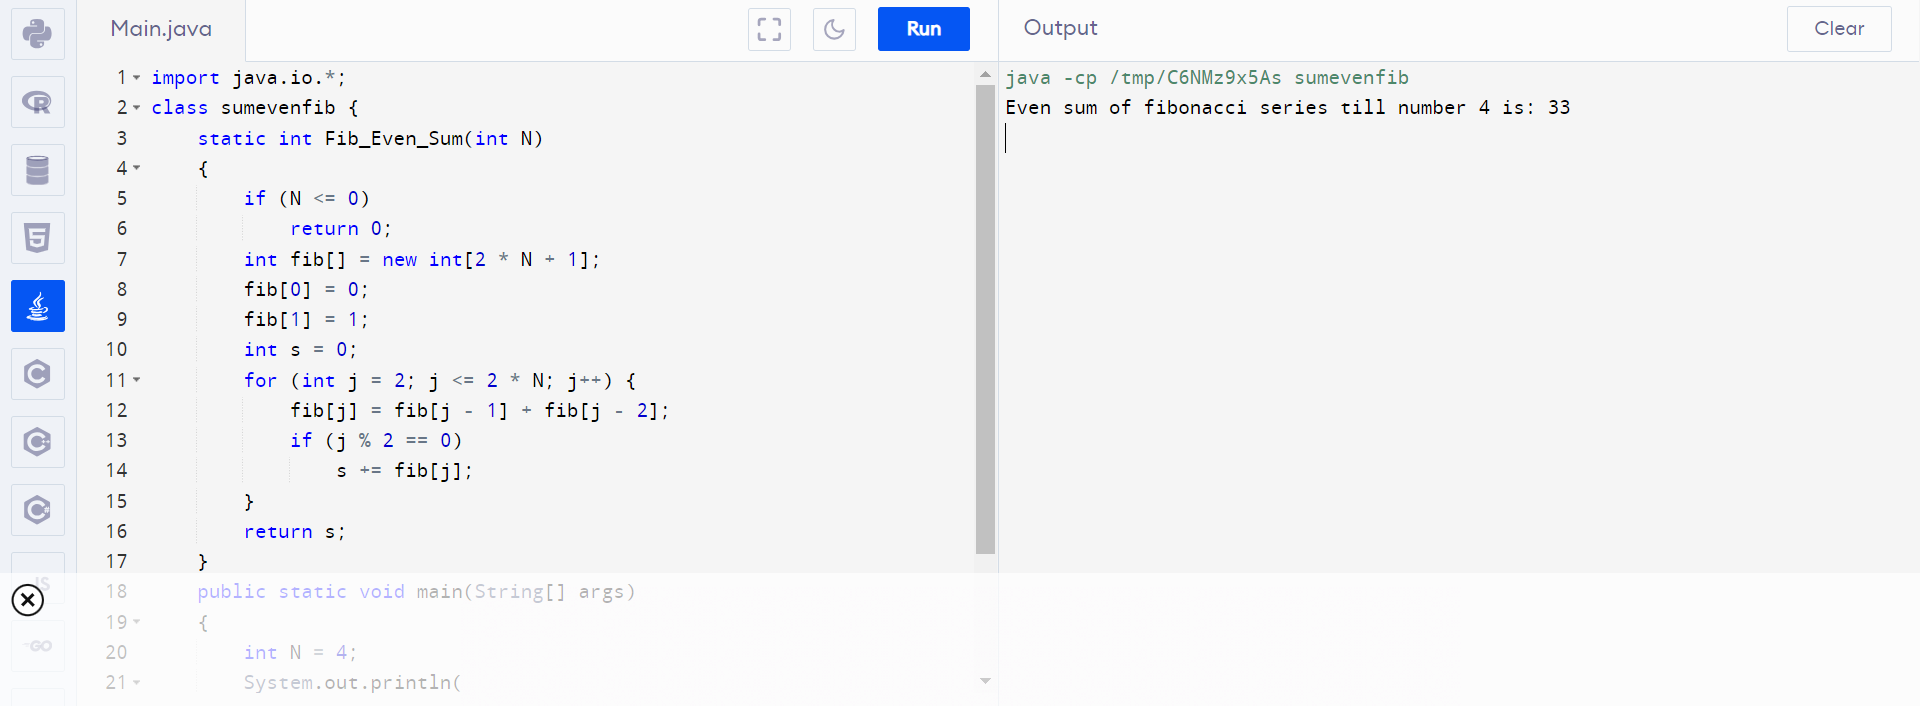 Main.java
Run
Output
Clear
1 import java.io.*;
2 class sumevenfib {
3 static int Fib_Even_Sum(int N)
4 {
5 if (N <= 0)
6 return 0;
7 int fib[] = new int[2 * N + 1];
8 fib[0] = 0;
9 fib[1] = 1;
10 int s = 0;
11 for (int j = 2; j <= 2 * N; j++) {
12 fib[j] = fib[j - 1] + fib[j - 2];
13 if (j % 2 == 0)
14 s += fib[j];
15 }
16 return s;
17 }
18 public static void main(String[] args)
19 {
20 int N = 4;
21 System.out.println(
java -cp /tmp/C6NMz9x5As sumevenfib
Even sum of fibonacci series till number 4 is: 33
R
5
C
C++
C#
JS
GO